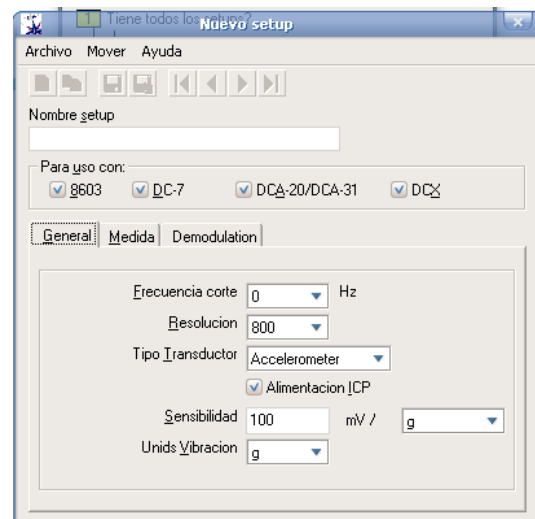 1 Tiene todos los setups?
Nuevo setup
Archivo Mover Ayuda
Nombre setup
Para uso con:
8603 DC-7 DCA-20/DCA-31 DCX
General Medida Demodulation
Frecuencia corte 0 Hz
Resolucion 800
Tipo Transductor Accelerometer
Alimentacion ICP
Sensibilidad 100 mV / g
Unids Vibracion g